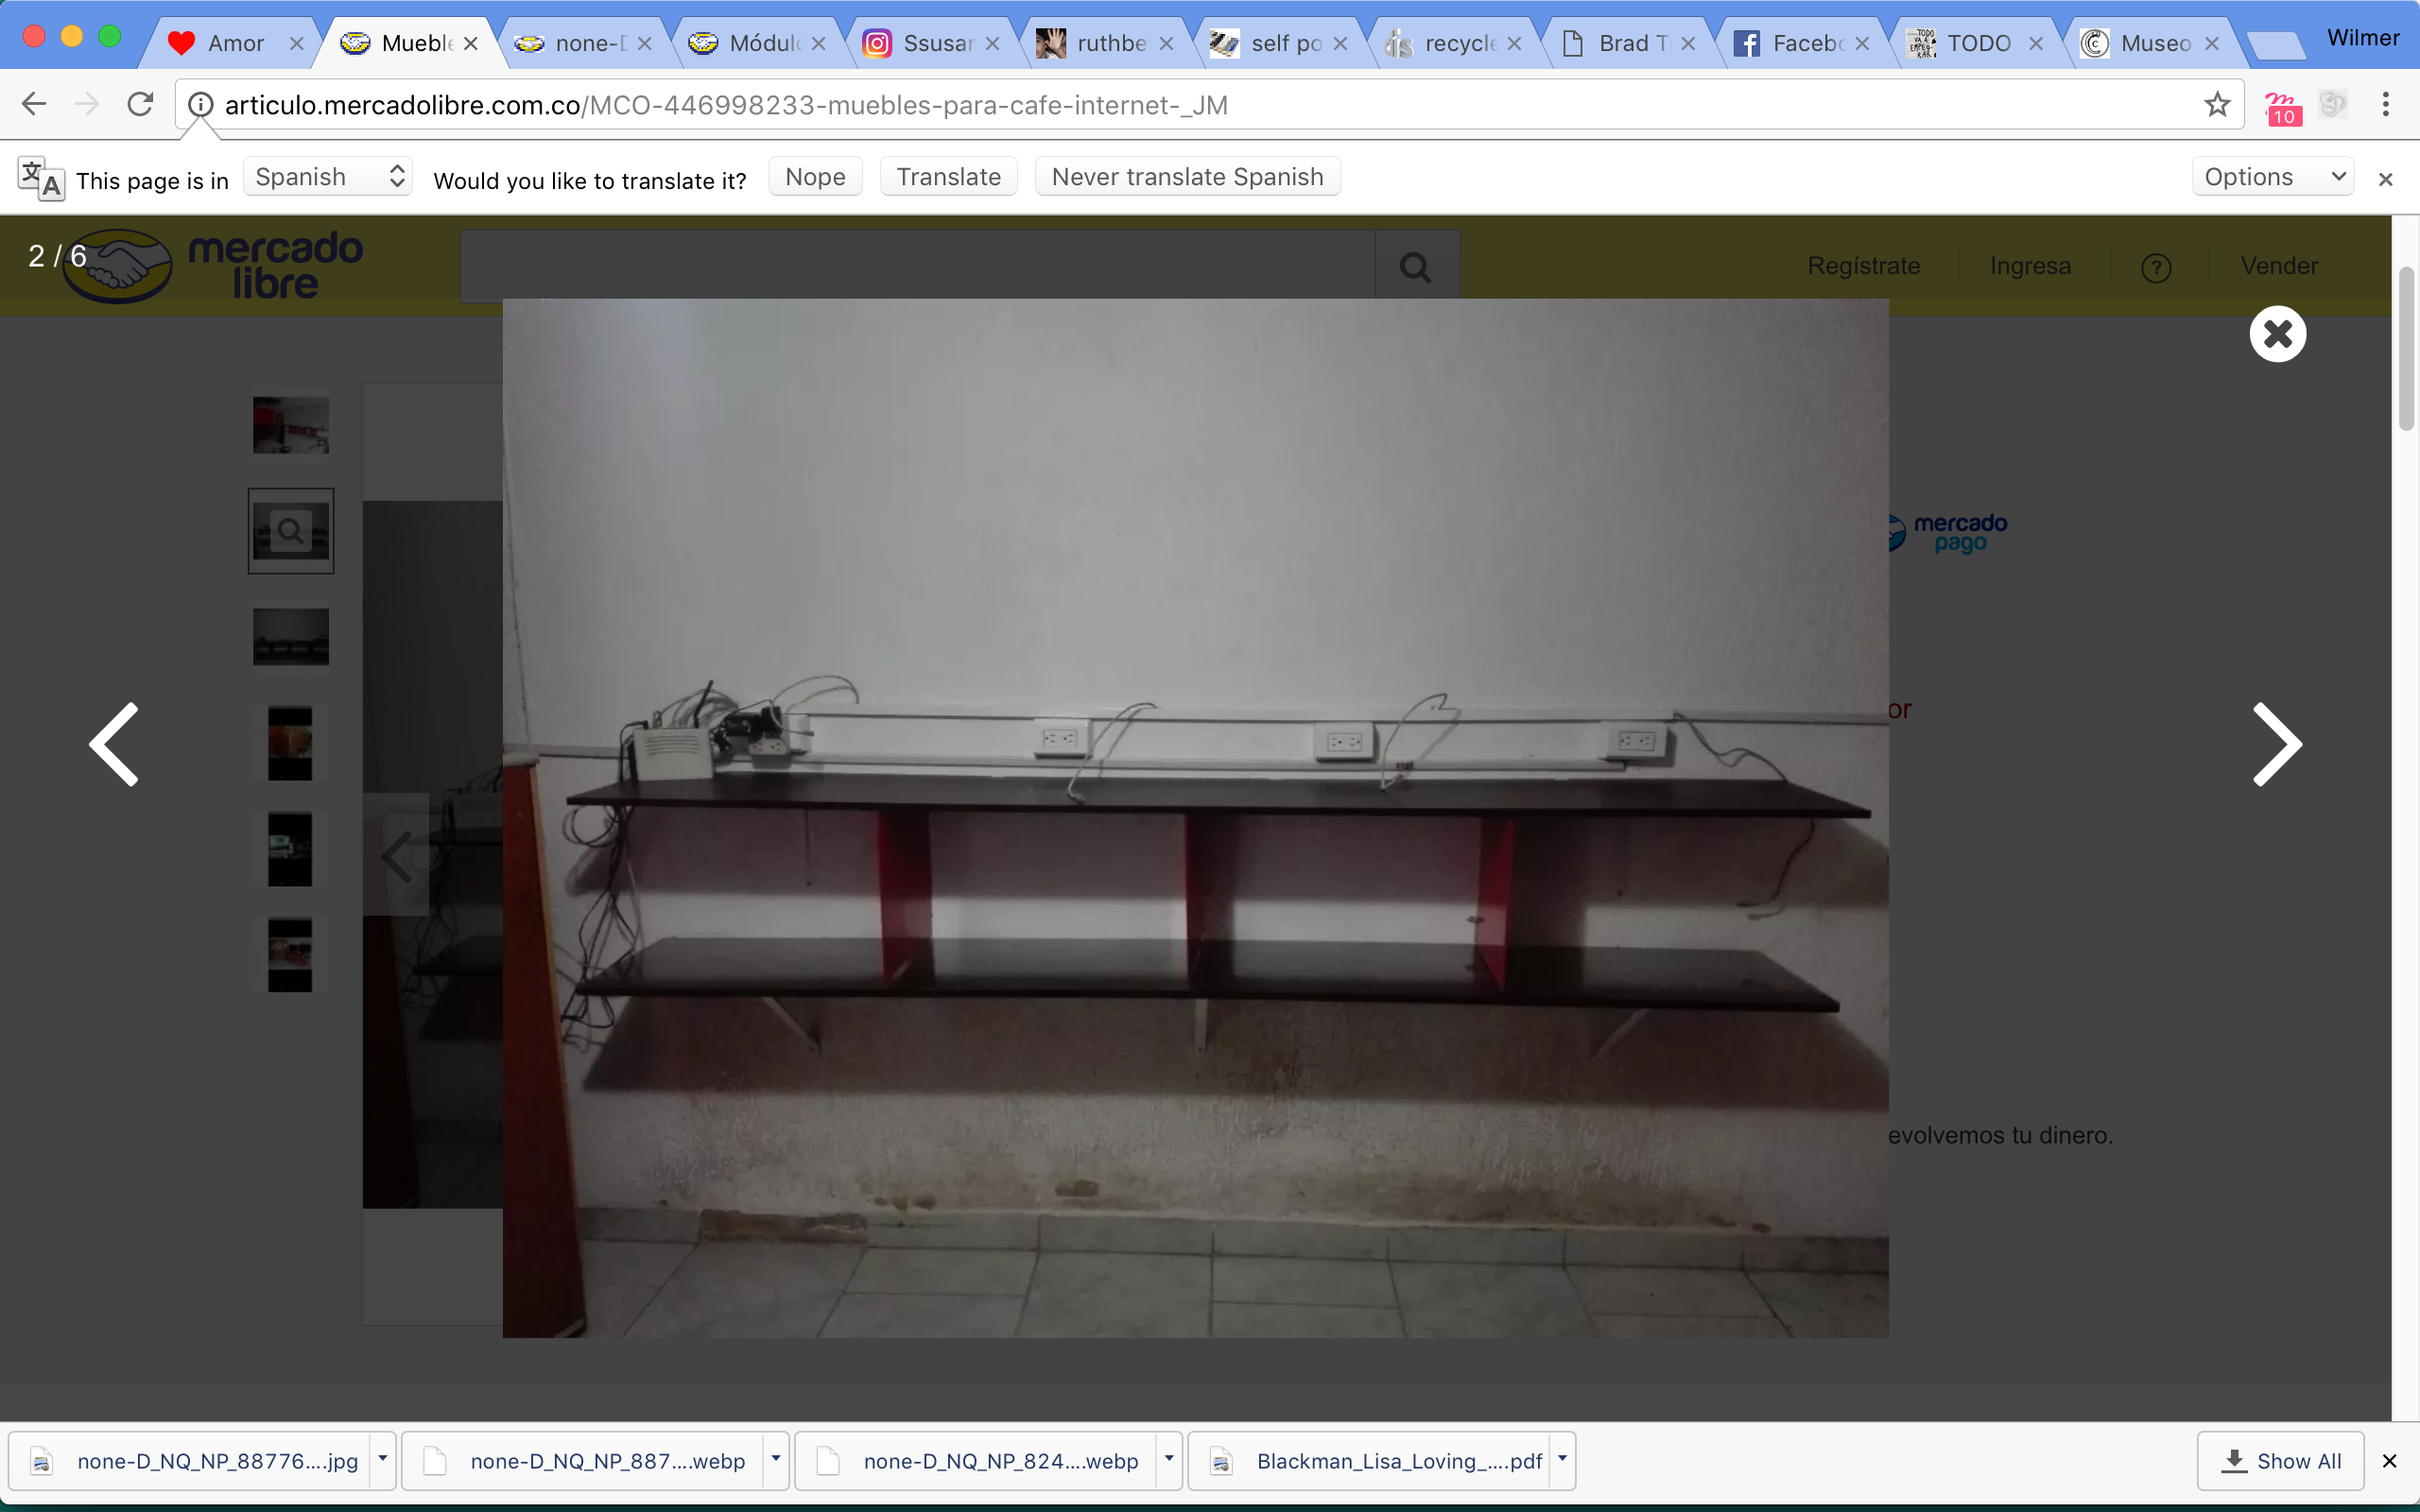 Amor
Mueble
none-D
Módulo
Ssusar
ruthbe
self po
recycle
Brad T
Facebo
TODO
Museo
Wilmer
articulo.mercadolibre.com.co/MCO-446998233-muebles-para-cafe-internet-_JM
10
This page is in
Spanish
Would you like to translate it?
Nope
Translate
Never translate Spanish
Options
2 / 6
mercado
libre
Regístrate
Ingresa
?
Vender
mercado
pago
or
evolvemos tu dinero.
none-D_NQ_NP_88776....jpg
none-D_NQ_NP_887....webp
none-D_NQ_NP_824....webp
Blackman_Lisa_Loving_....pdf
Show All